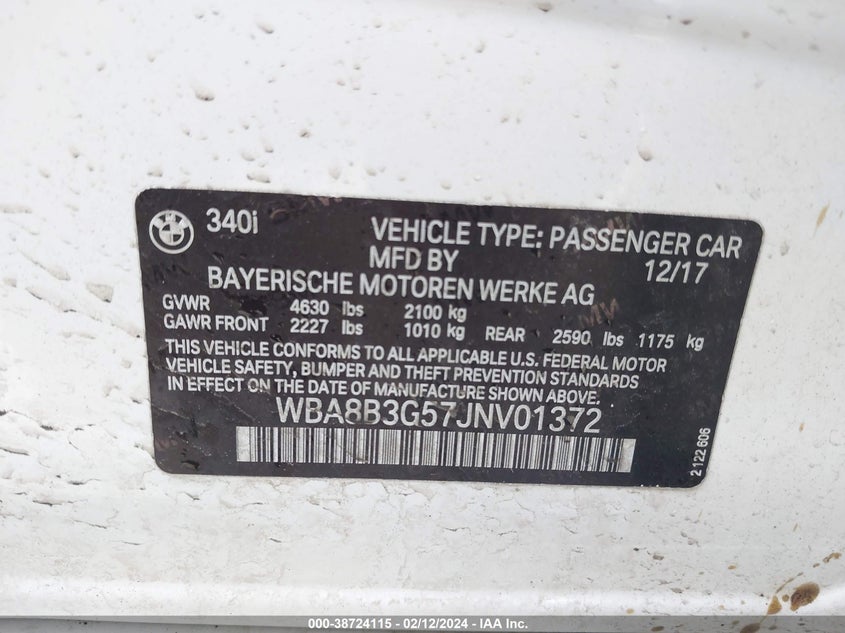 340i
VEHICLE TYPE: PASSENGER CAR
MFD BY 12/17
BAYERISCHE MOTOREN WERKE AG
GVWR 4630 lbs 2100 kg
GAWR FRONT 2227 lbs 1010 kg REAR 2590 lbs 1175 kg
THIS VEHICLE CONFORMS TO ALL APPLICABLE U.S. FEDERAL MOTOR
VEHICLE SAFETY, BUMPER AND THEFT PREVENTION STANDARDS
IN EFFECT ON THE DATE OF MANUFACTURE SHOWN ABOVE.
WBA8B3G57JNV01372
2 122 606
000-38724115 - 02/12/2024 - IAA Inc.